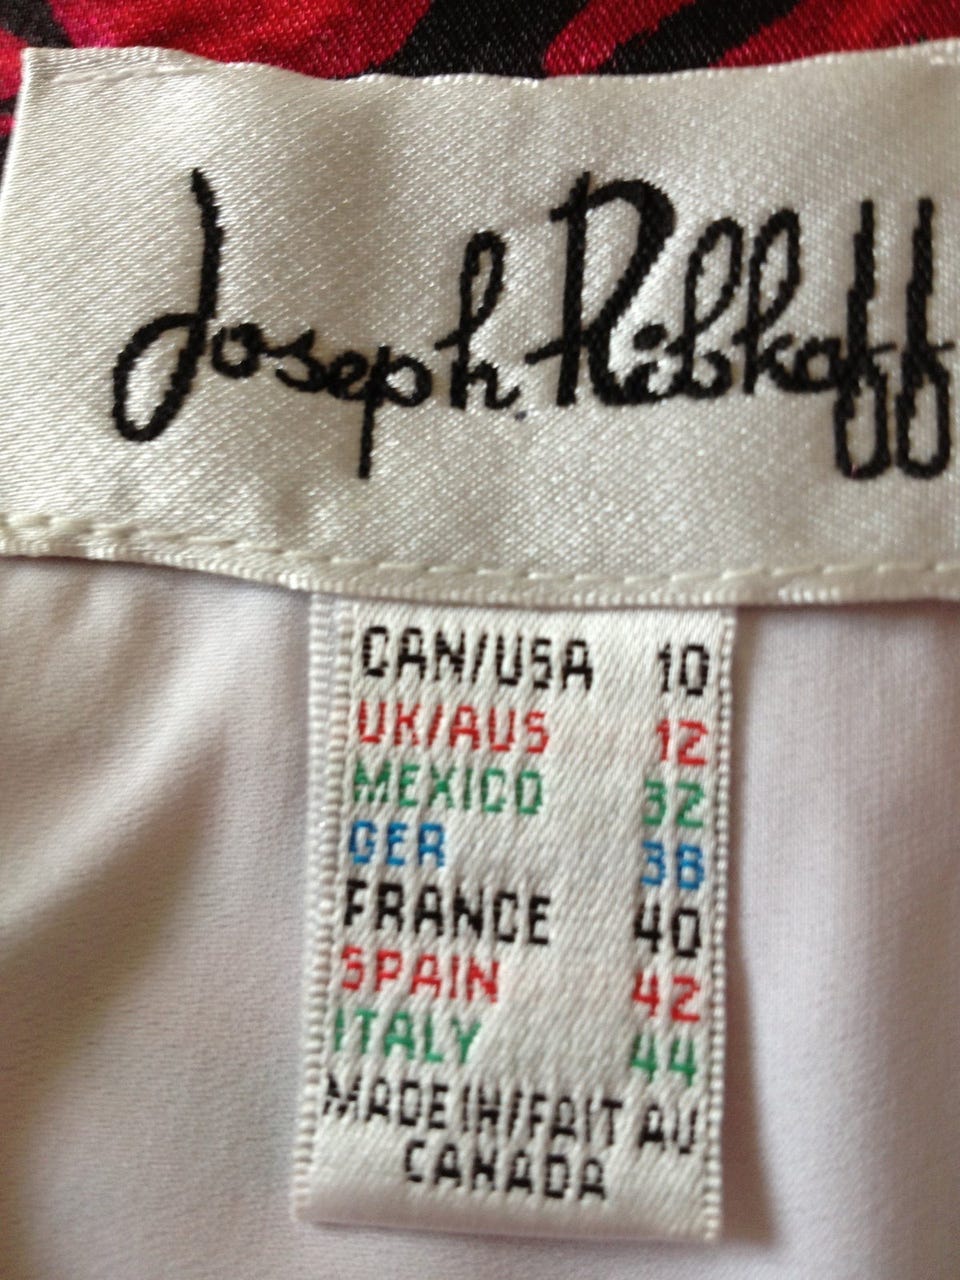 Joseph Ribkoff
CAN/USA 10
UK/AUS 12
MEXICO 32
GER 38
FRANCE 40
SPAIN 42
ITALY 44
MADE IN/FAIT AU
CANADA